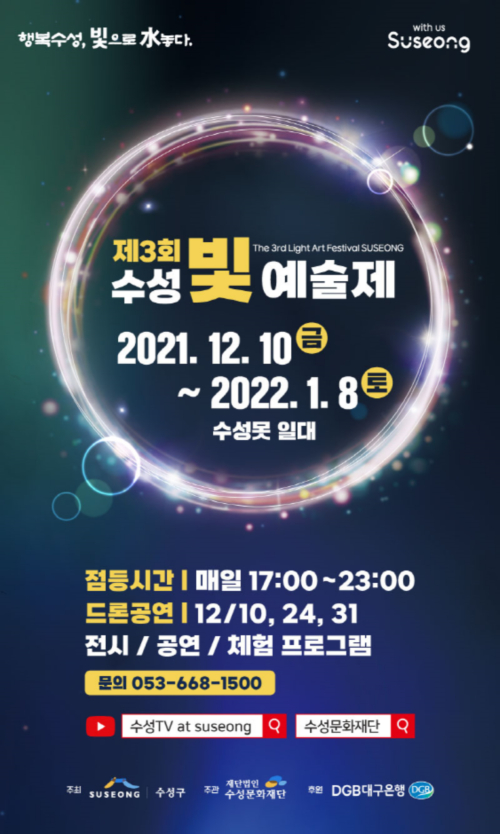 행복수성, 빛으로 水놓다.
with us
Suseong
제3회
수성 빛 예술제
The 3rd Light Art Festival SUSEONG
2021. 12. 10 금
~ 2022. 1. 8 토
수성못 일대
점등시간 | 매일 17:00 ~ 23:00
드론공연 | 12/10, 24, 31
전시 / 공연 / 체험 프로그램
문의 053-668-1500
수성TV at suseong 수성문화재단
주최 SUSEONG | 수성구 주관 재단법인 수성문화재단 후원 DGB대구은행 DGB